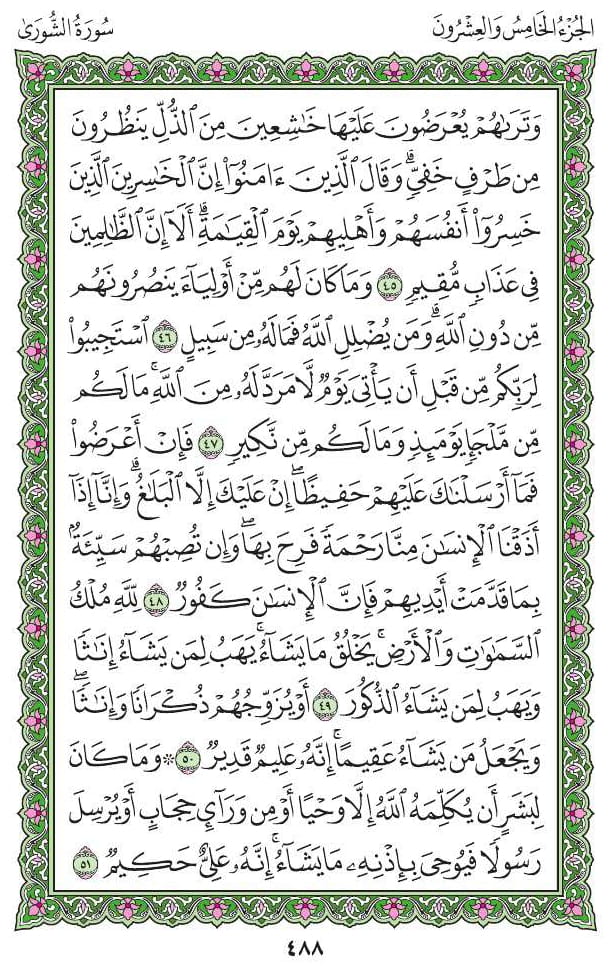 الجُزْءُ الخَامِسُ وَالعِشْرُونَ
سُورَةُ الشُّورَىٰ
وَتَرَىٰهُمْ يُعْرَضُونَ عَلَيْهَا خَٰشِعِينَ مِنَ ٱلذُّلِّ يَنظُرُونَ
مِن طَرْفٍ خَفِيٍّۗ وَقَالَ ٱلَّذِينَ ءَامَنُوٓاْ إِنَّ ٱلْخَٰسِرِينَ ٱلَّذِينَ
خَسِرُوٓاْ أَنفُسَهُمْ وَأَهْلِيهِمْ يَوْمَ ٱلْقِيَٰمَةِۗ أَلَآ إِنَّ ٱلظَّٰلِمِينَ
فِي عَذَابٍ مُّقِيمٍ ٤٥ وَمَا كَانَ لَهُم مِّنْ أَوْلِيَآءَ يَنصُرُونَهُم
مِّن دُونِ ٱللَّهِۗ وَمَن يُضْلِلِ ٱللَّهُ فَمَا لَهُۥ مِن سَبِيلٍ ٤٦ ٱسْتَجِيبُواْ
لِرَبِّكُم مِّن قَبْلِ أَن يَأْتِيَ يَوْمٌ لَّا مَرَدَّ لَهُۥ مِنَ ٱللَّهِۚ مَا لَكُم
مِّن مَّلْجَإٍ يَوْمَئِذٍ وَمَا لَكُم مِّن نَّكِيرٍ ٤٧ فَإِنْ أَعْرَضُواْ
فَمَآ أَرْسَلْنَٰكَ عَلَيْهِمْ حَفِيظًاۖ إِنْ عَلَيْكَ إِلَّا ٱلْبَلَٰغُۗ وَإِنَّآ إِذَآ
أَذَقْنَا ٱلْإِنسَٰنَ مِنَّا رَحْمَةً فَرِحَ بِهَاۖ وَإِن تُصِبْهُمْ سَيِّئَةُۢ
بِمَا قَدَّمَتْ أَيْدِيهِمْ فَإِنَّ ٱلْإِنسَٰنَ كَفُورٌ ٤٨ لِّلَّهِ مُلْكُ
ٱلسَّمَٰوَٰتِ وَٱلْأَرْضِۚ يَخْلُقُ مَا يَشَآءُۚ يَهَبُ لِمَن يَشَآءُ إِنَٰثًا
وَيَهَبُ لِمَن يَشَآءُ ٱلذُّكُورَ ٤٩ أَوْ يُزَوِّجُهُمْ ذُكْرَانًا وَإِنَٰثًاۖ
وَيَجْعَلُ مَن يَشَآءُ عَقِيمًاۚ إِنَّهُۥ عَلِيمٌ قَدِيرٌ ٥٠ ۞ وَمَا كَانَ
لِبَشَرٍ أَن يُكَلِّمَهُ ٱللَّهُ إِلَّا وَحْيًا أَوْ مِن وَرَآيِٕ حِجَابٍ أَوْ يُرْسِلَ
رَسُولًا فَيُوحِيَ بِإِذْنِهِۦ مَا يَشَآءُۚ إِنَّهُۥ عَلِيٌّ حَكِيمٌ ٥١
٤٨٨